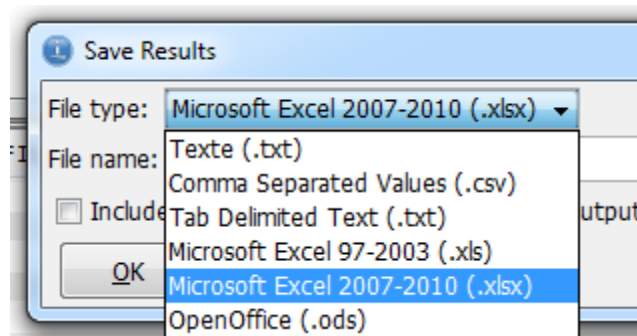 Save Results
File type: Microsoft Excel 2007-2010 (.xlsx)
File name: Texte (.txt)
Comma Separated Values (.csv)
Include Tab Delimited Text (.txt)
Microsoft Excel 97-2003 (.xls)
OK Microsoft Excel 2007-2010 (.xlsx)
OpenOffice (.ods)